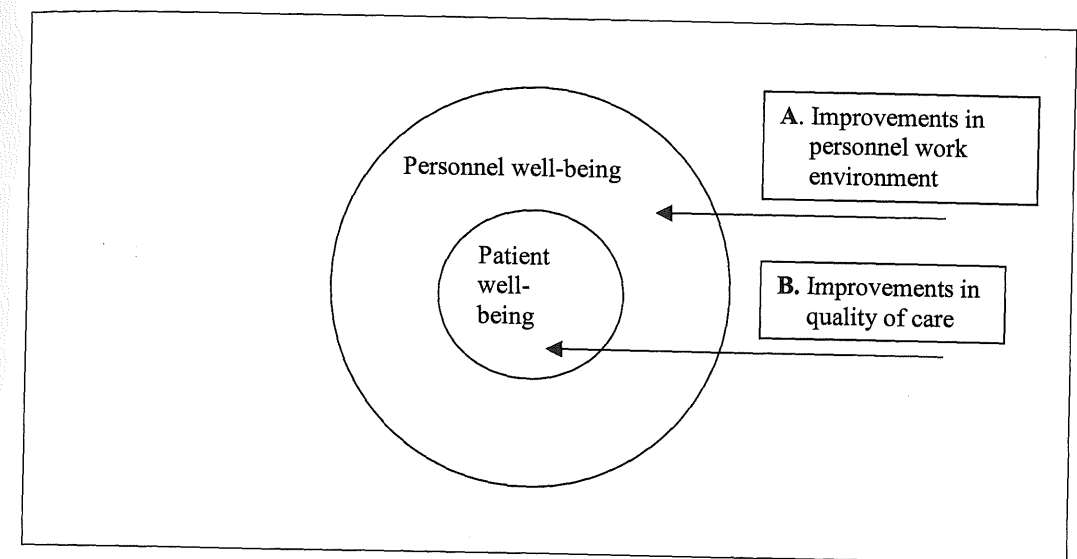 Personnel well-being
Patient
well-
being
A. Improvements in
personnel work
environment
B. Improvements in
quality of care